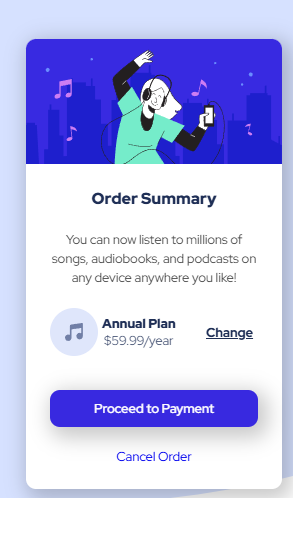 Order Summary
You can now listen to millions of
songs, audiobooks, and podcasts on
any device anywhere you like!
Annual Plan
$59.99/year
Change
Proceed to Payment
Cancel Order